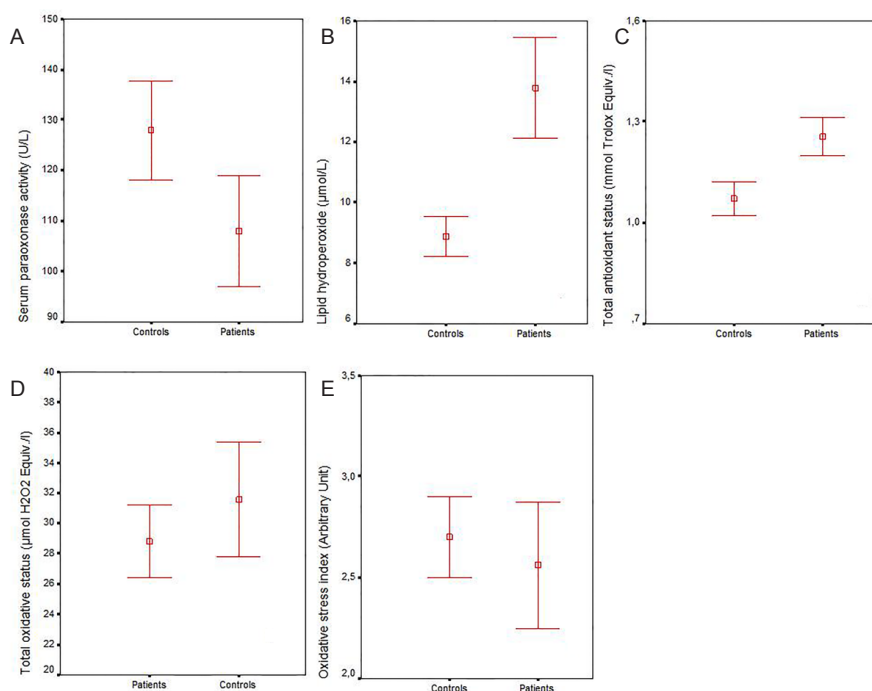 A
Serum paraoxonase activity (U/L)
150
140
130
120
110
100
90
Controls Patients
B
Lipid hydroperoxide (µmol/L)
16
14
12
10
8
6
Controls Patients
C
Total antioxidant status (mmol Trolox Equiv./l)
1,6
1,3
1,0
,7
Controls Patients
D
Total oxidative status (µmol H2O2 Equiv./l)
40
38
36
34
32
30
28
26
24
22
20
Patients Controls
E
Oxidative stress index (Arbitrary Unit)
3,5
3,0
2,5
2,0
Controls Patients